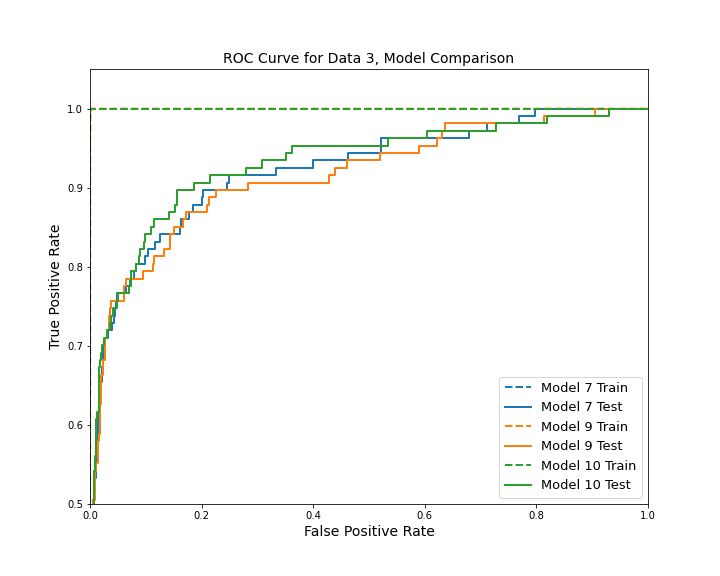 ROC Curve for Data 3, Model Comparison
True Positive Rate
1.0
0.9
0.8
0.7
0.6
0.5
0.0
0.2
0.4
0.6
0.8
1.0
False Positive Rate
Model 7 Train
Model 7 Test
Model 9 Train
Model 9 Test
Model 10 Train
Model 10 Test